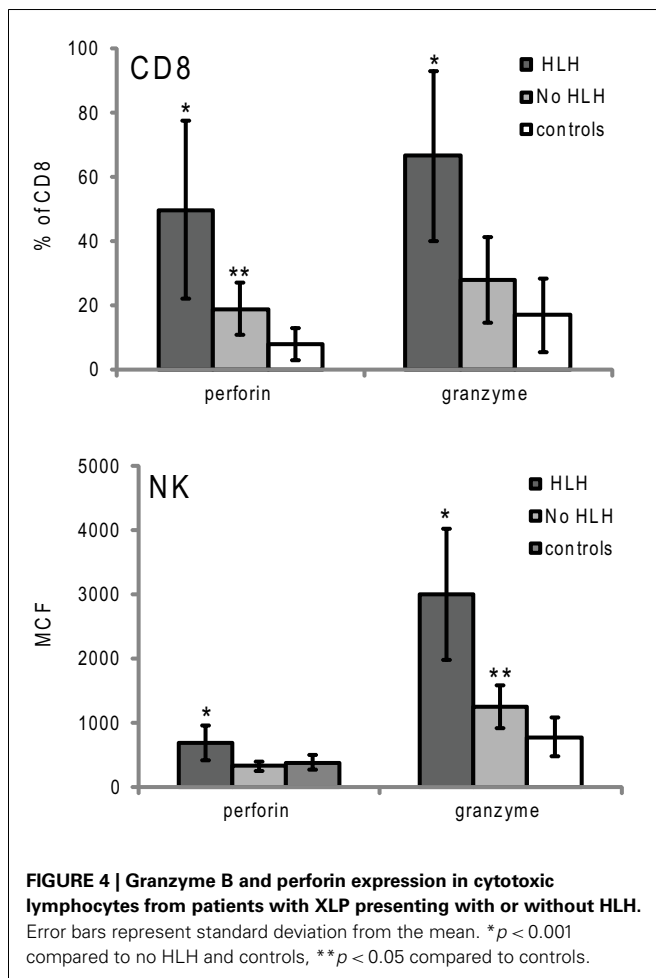 CD8
100
80
60
40
20
0
% of CD8
*
**
*
HLH
No HLH
controls
perforin granzyme
NK
5000
4000
3000
2000
1000
0
MCF
*
*
**
HLH
No HLH
controls
perforin granzyme
FIGURE 4 | Granzyme B and perforin expression in cytotoxic
lymphocytes from patients with XLP presenting with or without HLH.
Error bars represent standard deviation from the mean. *p < 0.001
compared to no HLH and controls, **p < 0.05 compared to controls.